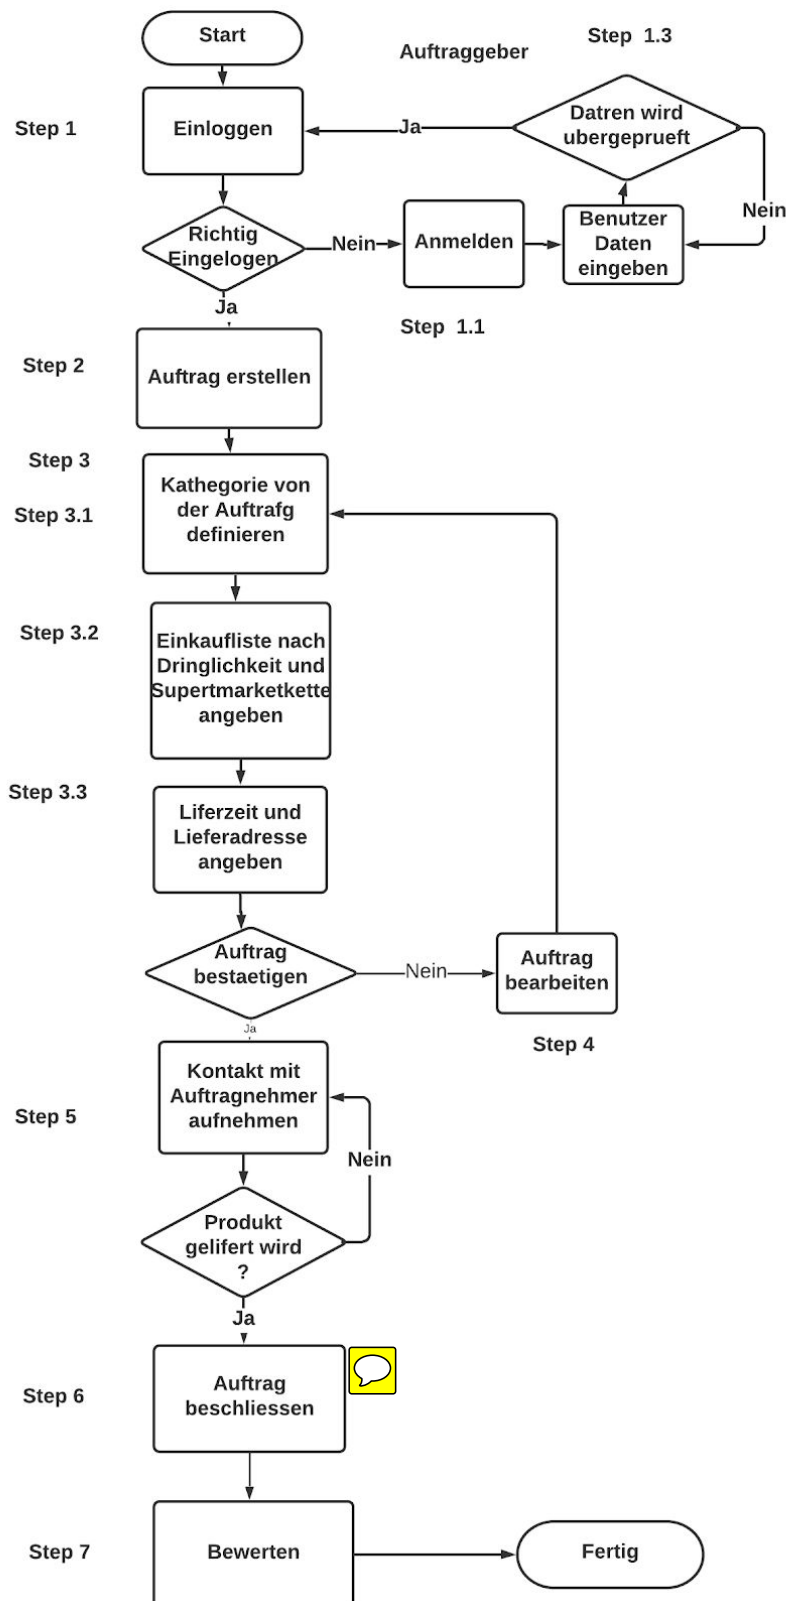 Start
Auftraggeber
Step 1.3
Step 1
Einloggen
Ja
Datren wird
ubergeprueft
Nein
Richtig
Eingelogen
Nein
Anmelden
Benutzer
Daten
eingeben
Ja
Step 1.1
Step 2
Auftrag erstellen
Step 3
Step 3.1
Kathegorie von
der Auftrafg
definieren
Step 3.2
Einkaufliste nach
Dringlichkeit und
Supertmarketkette
angeben
Step 3.3
Liferzeit und
Lieferadresse
angeben
Auftrag
bestaetigen
Nein
Auftrag
bearbeiten
Ja
Step 4
Step 5
Kontakt mit
Auftragnehmer
aufnehmen
Nein
Produkt
gelifert wird
?
Ja
Step 6
Auftrag
beschliessen
Step 7
Bewerten
Fertig